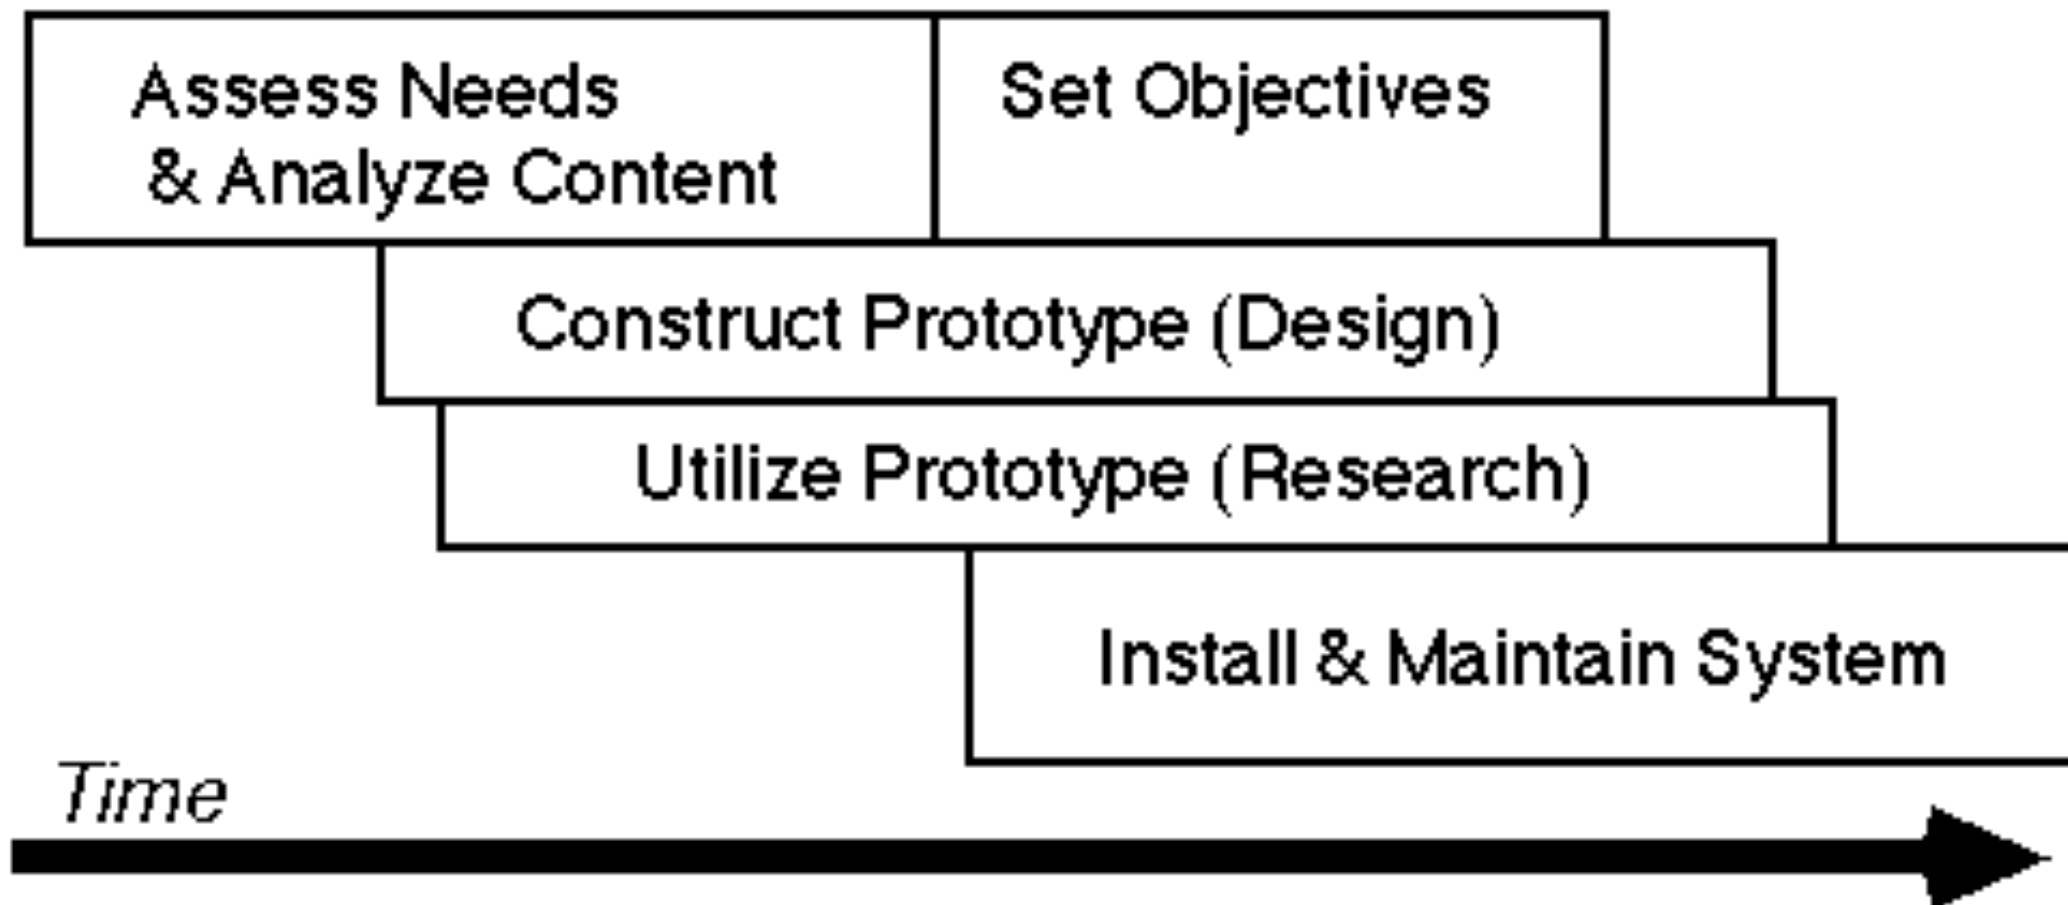 Assess Needs
& Analyze Content
Set Objectives
Construct Prototype (Design)
Utilize Prototype (Research)
Install & Maintain System
Time